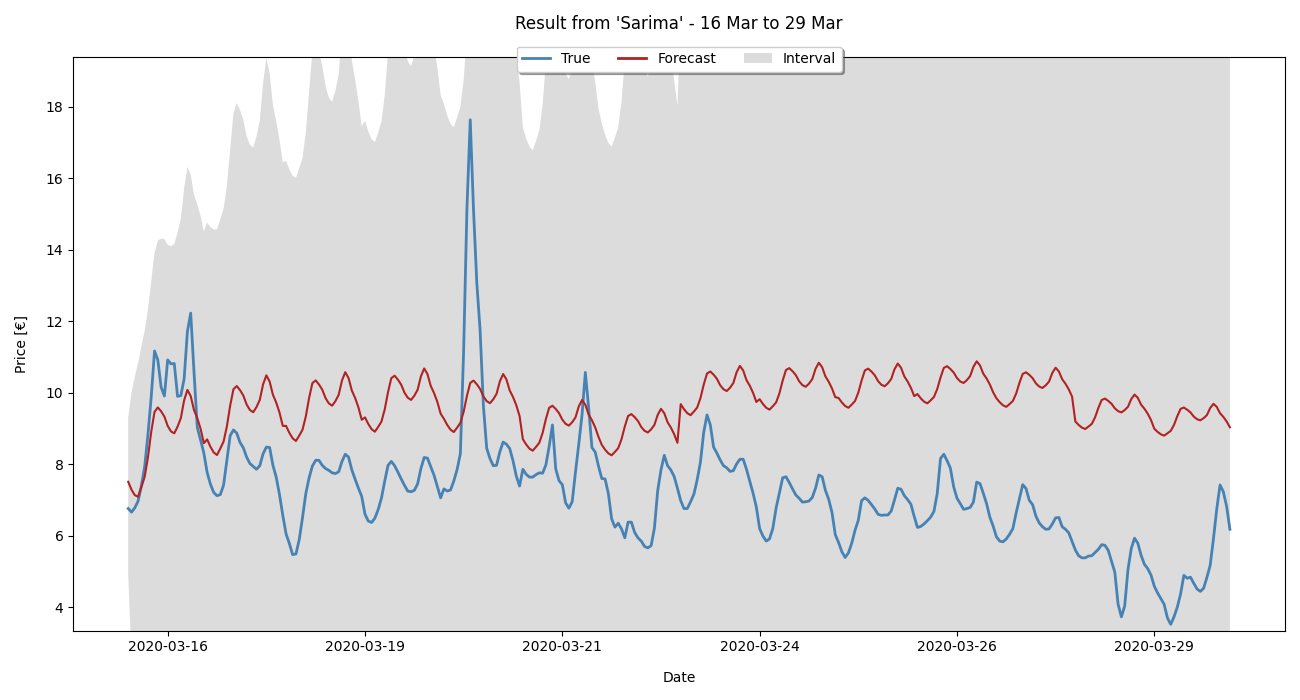 Result from 'Sarima' - 16 Mar to 29 Mar
True Forecast Interval
18
16
14
12
10
8
6
4
Price [€]
2020-03-16 2020-03-19 2020-03-21 2020-03-24 2020-03-26 2020-03-29
Date